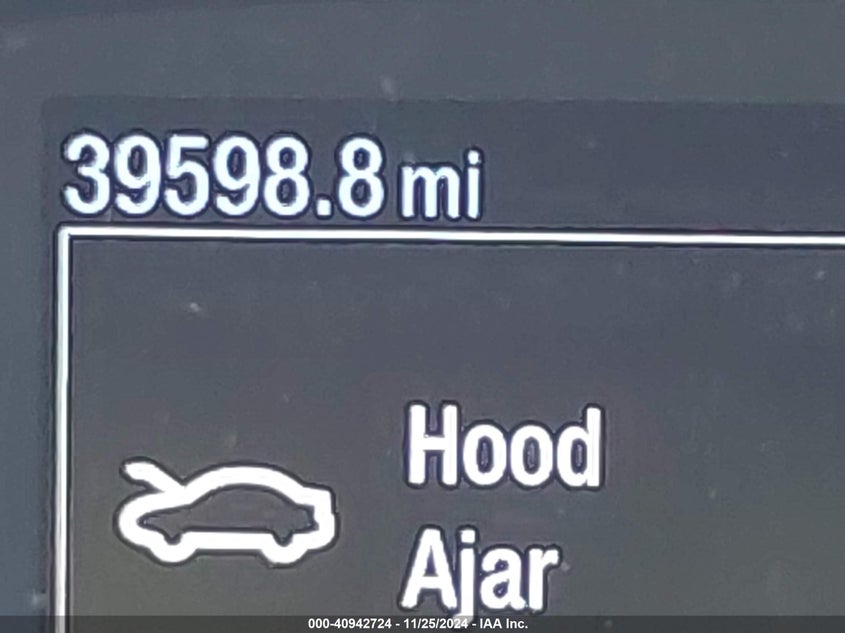 39598.8 mi
Hood
Ajar
000-40942724 - 11/25/2024 - IAA Inc.